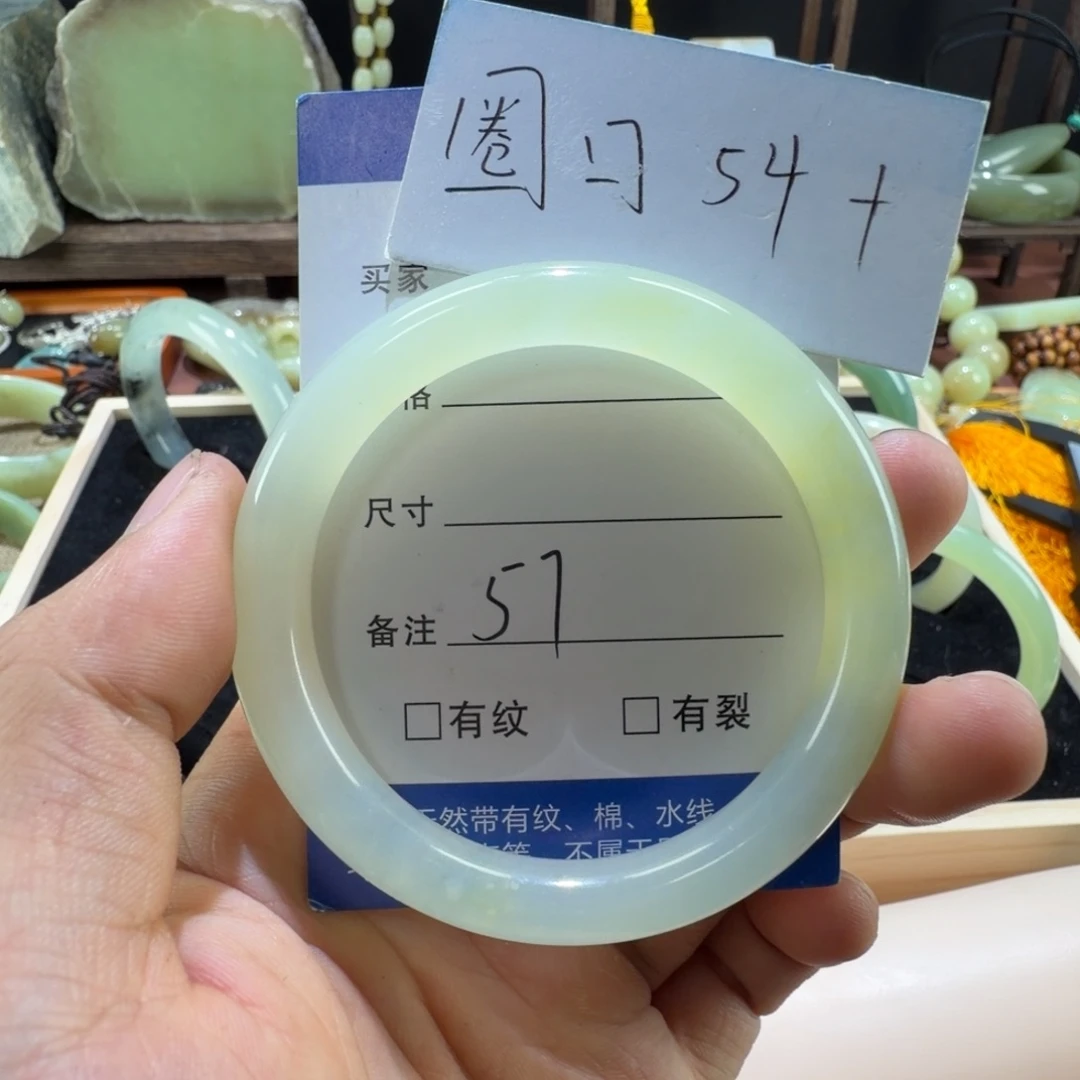 圈口 54+
买家
格
尺寸
备注 57
□有纹 □有裂
天然带有纹、棉、水线
不属于